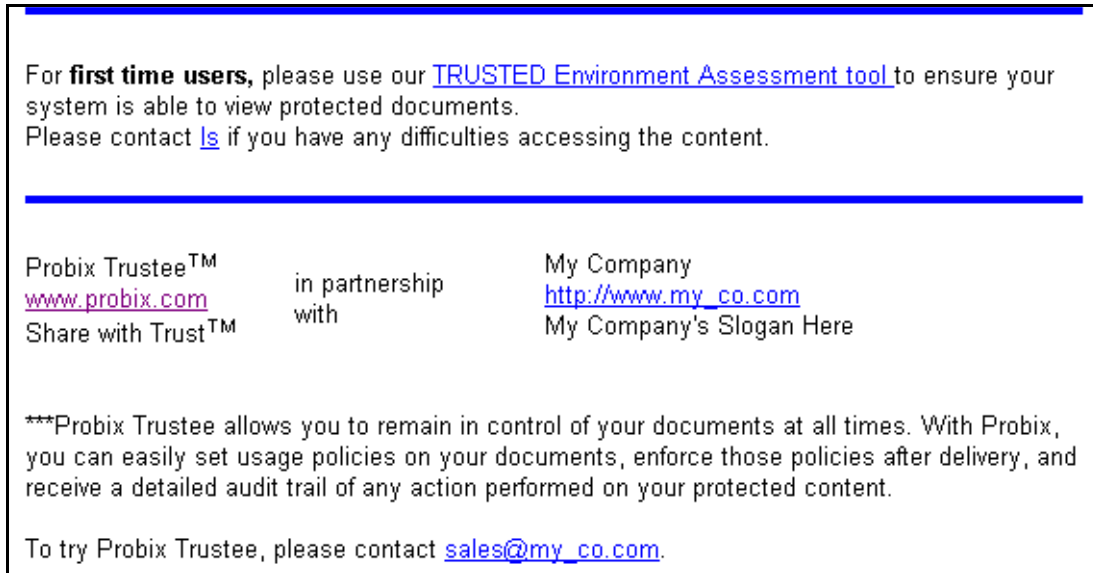 For first time users, please use our TRUSTED Environment Assessment tool to ensure your
system is able to view protected documents.
Please contact ls if you have any difficulties accessing the content.
Probix Trustee™
www.probix.com
Share with Trust™
in partnership
with
My Company
http://www.my_co.com
My Company's Slogan Here
***Probix Trustee allows you to remain in control of your documents at all times. With Probix,
you can easily set usage policies on your documents, enforce those policies after delivery, and
receive a detailed audit trail of any action performed on your protected content.
To try Probix Trustee, please contact sales@my_co.com.